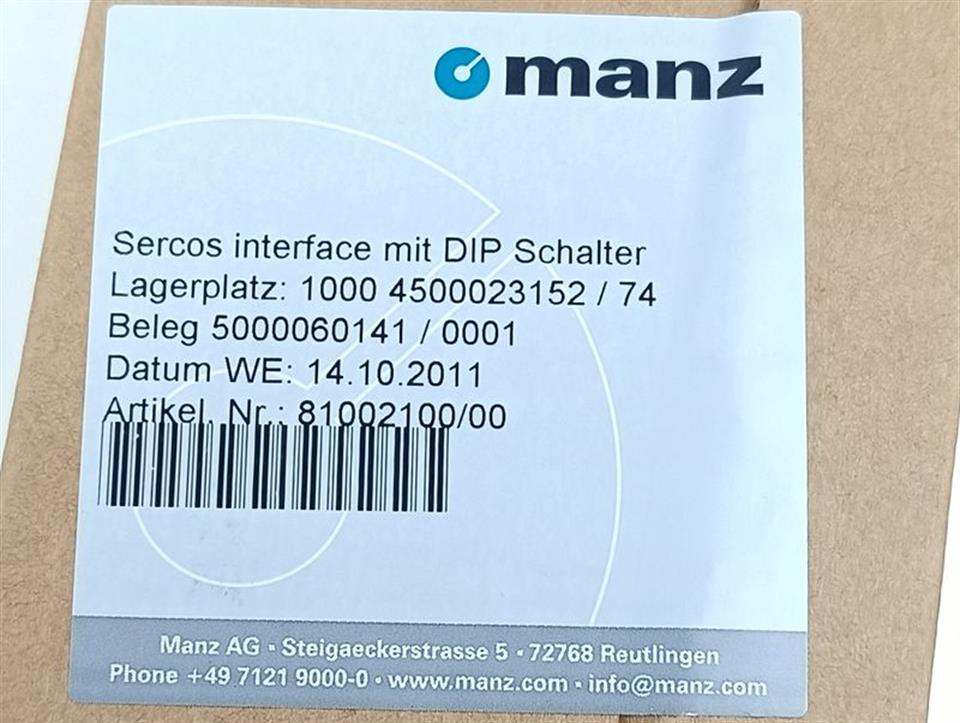 manz
Sercos interface mit DIP Schalter
Lagerplatz: 1000 4500023152 / 74
Beleg 5000060141 / 0001
Datum WE: 14.10.2011
Artikel. Nr.: 81002100/00
Manz AG · Steigaeckerstrasse 5 · 72768 Reutlingen
Phone +49 7121 9000-0 · www.manz.com · info@manz.com